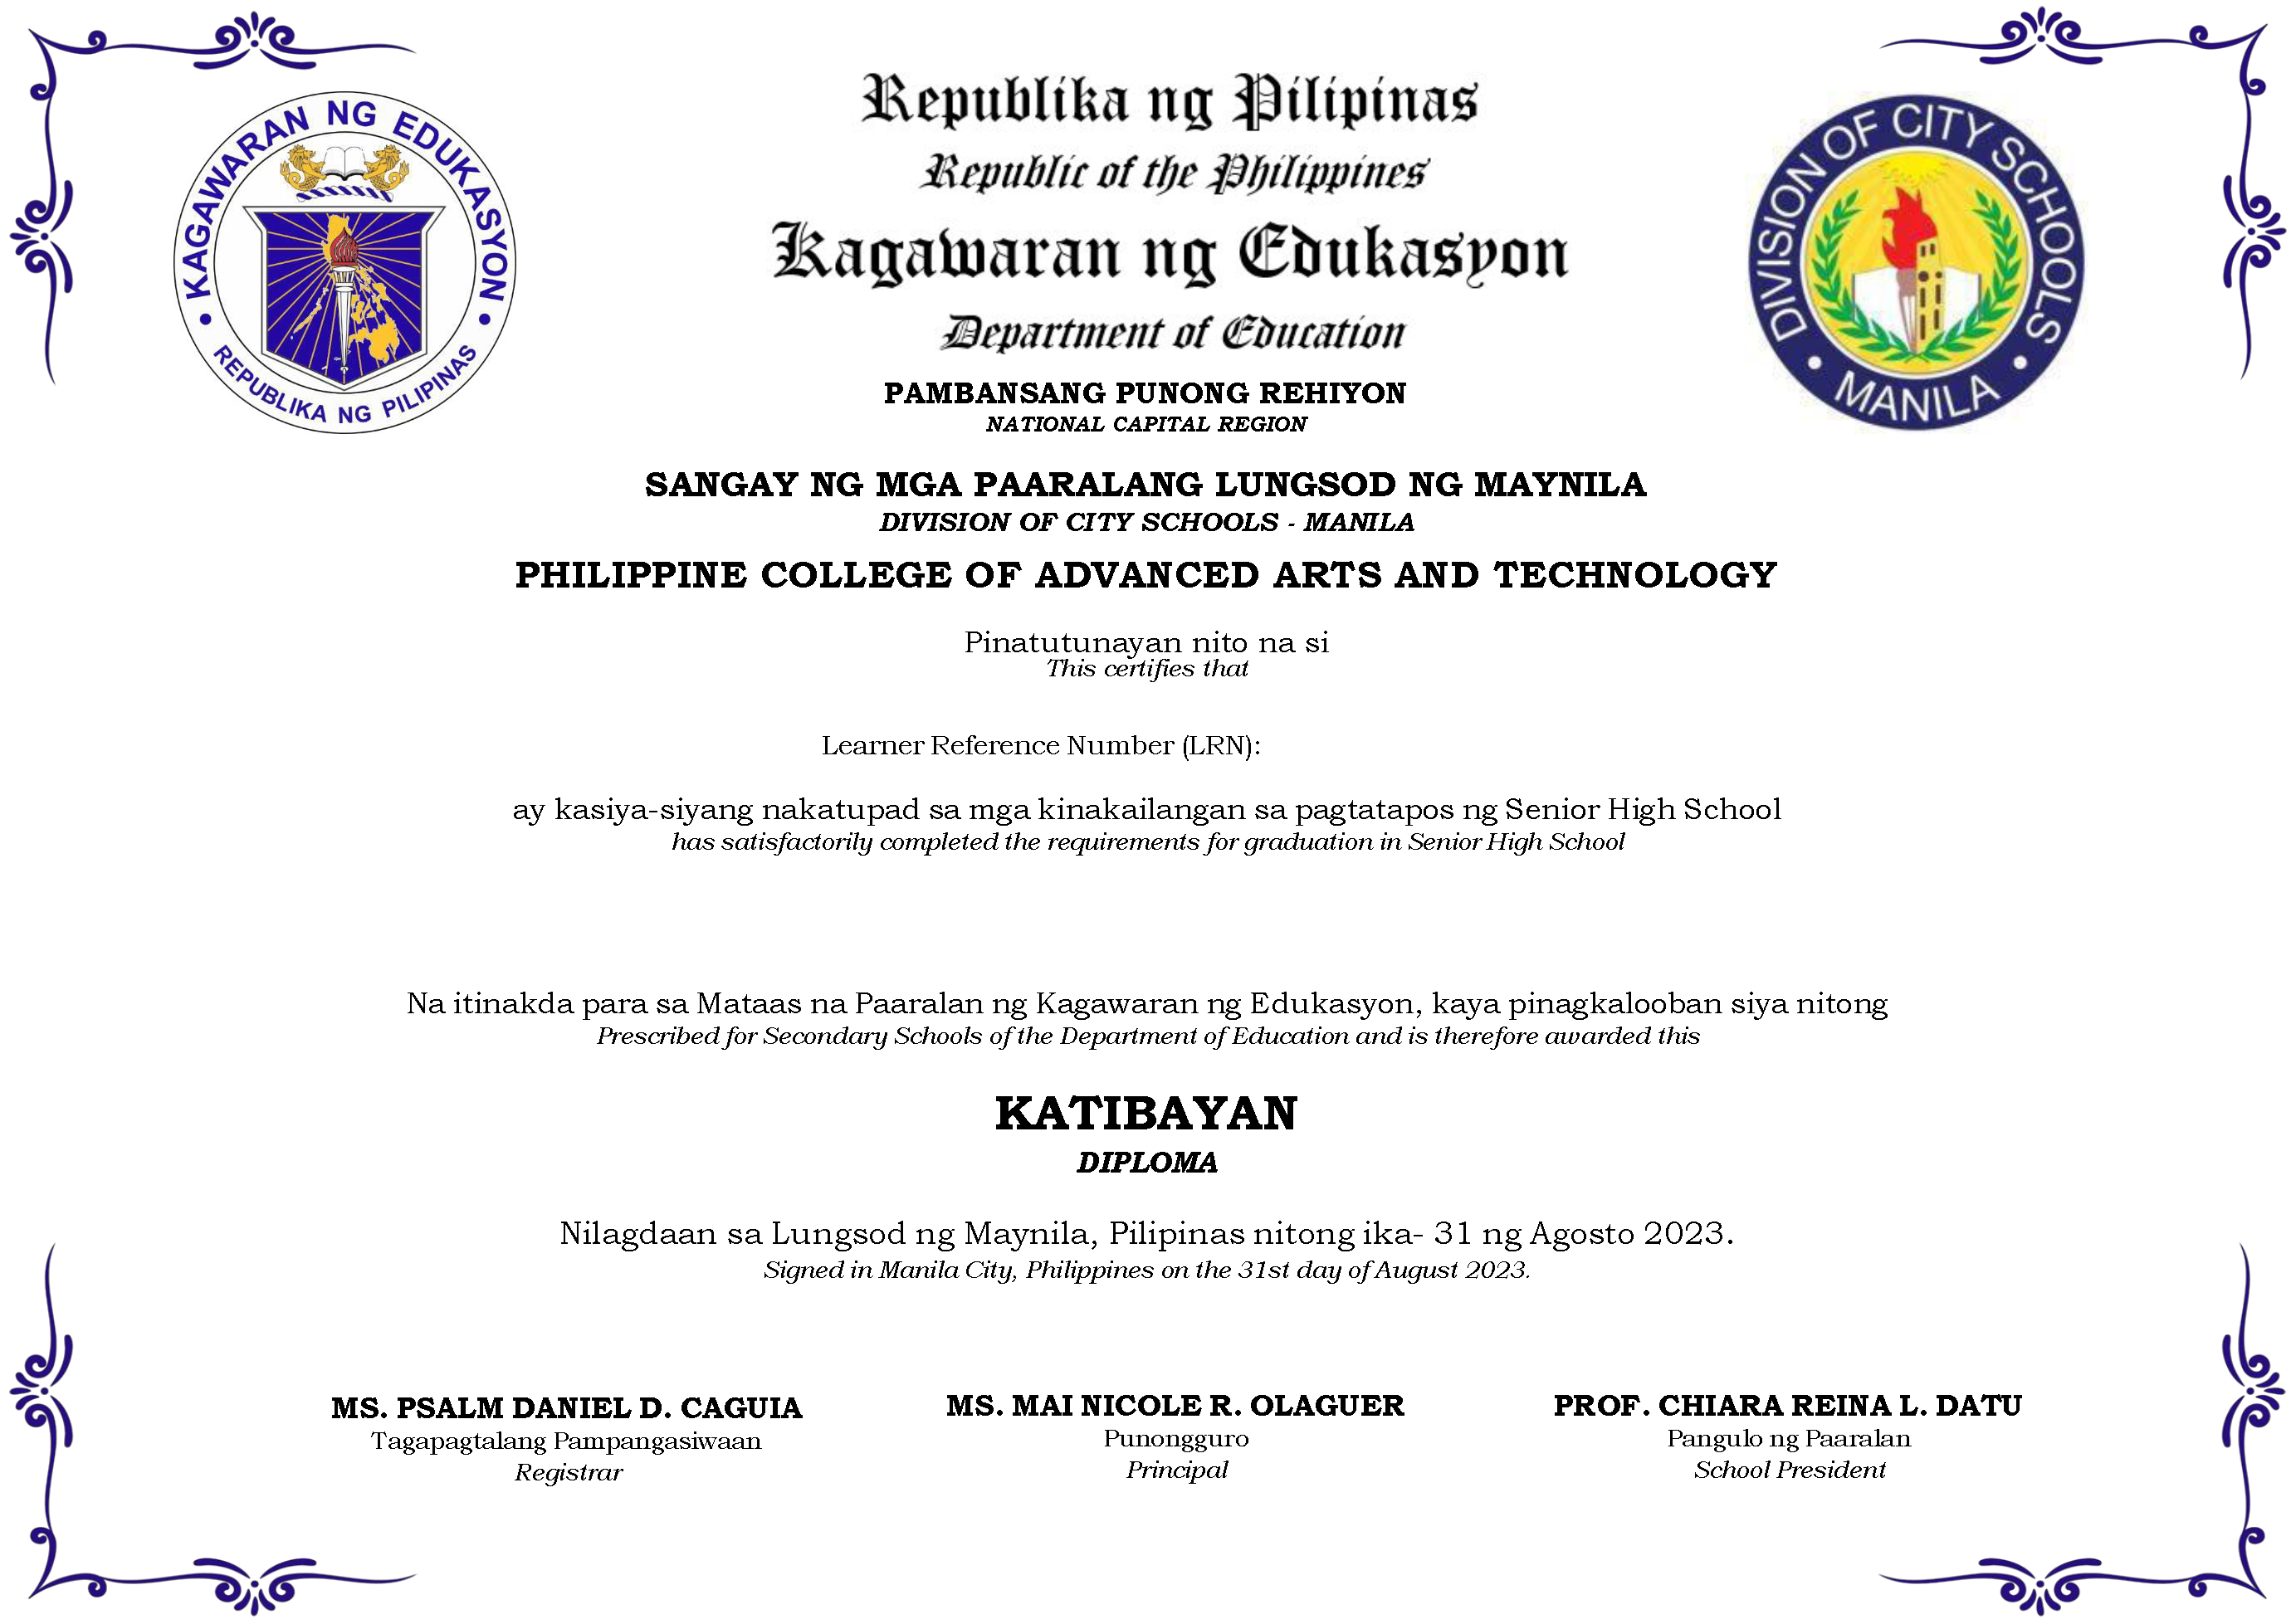 KAGAWARAN NG EDUKASYON
REPUBLIKA NG PILIPINAS
Republika ng Pilipinas
Republic of the Philippines
Kagawaran ng Edukasyon
Department of Education
DIVISION OF CITY SCHOOLS
MANILA
PAMBANSANG PUNONG REHIYON
NATIONAL CAPITAL REGION
SANGAY NG MGA PAARALANG LUNGSOD NG MAYNILA
DIVISION OF CITY SCHOOLS - MANILA
PHILIPPINE COLLEGE OF ADVANCED ARTS AND TECHNOLOGY
Pinatutunayan nito na si
This certifies that
Learner Reference Number (LRN):
ay kasiya-siyang nakatupad sa mga kinakailangan sa pagtatapos ng Senior High School
has satisfactorily completed the requirements for graduation in Senior High School
Na itinakda para sa Mataas na Paaralan ng Kagawaran ng Edukasyon, kaya pinagkalooban siya nitong
Prescribed for Secondary Schools of the Department of Education and is therefore awarded this
KATIBAYAN
DIPLOMA
Nilagdaan sa Lungsod ng Maynila, Pilipinas nitong ika- 31 ng Agosto 2023.
Signed in Manila City, Philippines on the 31st day of August 2023.
MS. PSALM DANIEL D. CAGUIA
Tagapagtalang Pampangasiwaan
Registrar
MS. MAI NICOLE R. OLAGUER
Punongguro
Principal
PROF. CHIARA REINA L. DATU
Pangulo ng Paaralan
School President